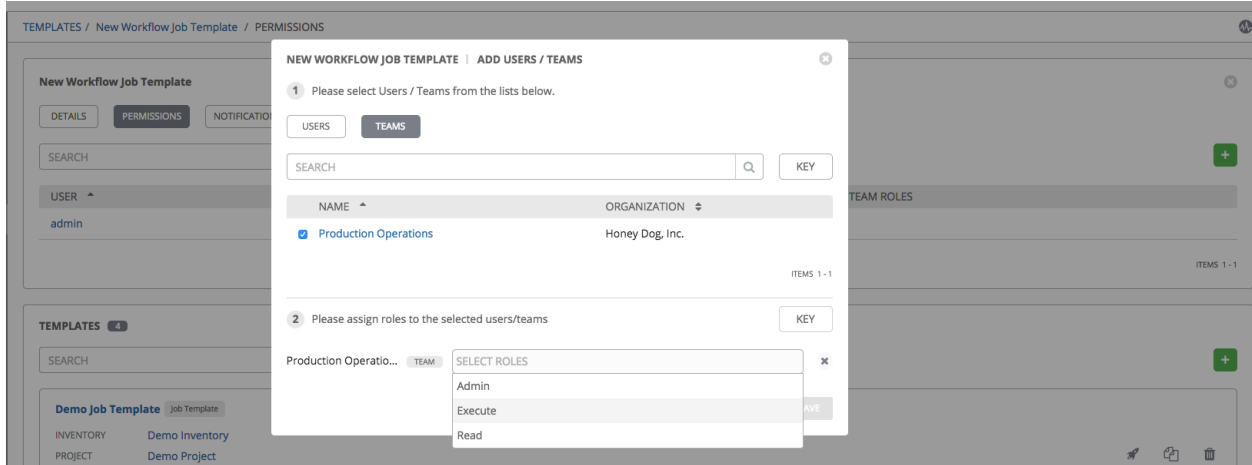 TEMPLATES / New Workflow Job Template / PERMISSIONS
New Workflow Job Template
DETAILS PERMISSIONS NOTIFICATIO
SEARCH
USER TEAM ROLES
admin
ITEMS 1 - 1
TEMPLATES 4
SEARCH
Demo Job Template Job Template
INVENTORY Demo Inventory
PROJECT Demo Project
NEW WORKFLOW JOB TEMPLATE | ADD USERS / TEAMS
1 Please select Users / Teams from the lists below.
USERS TEAMS
SEARCH KEY
NAME ORGANIZATION
Production Operations Honey Dog, Inc.
ITEMS 1 - 1
2 Please assign roles to the selected users/teams KEY
Production Operatio... TEAM SELECT ROLES
Admin
Execute
Read
AVE